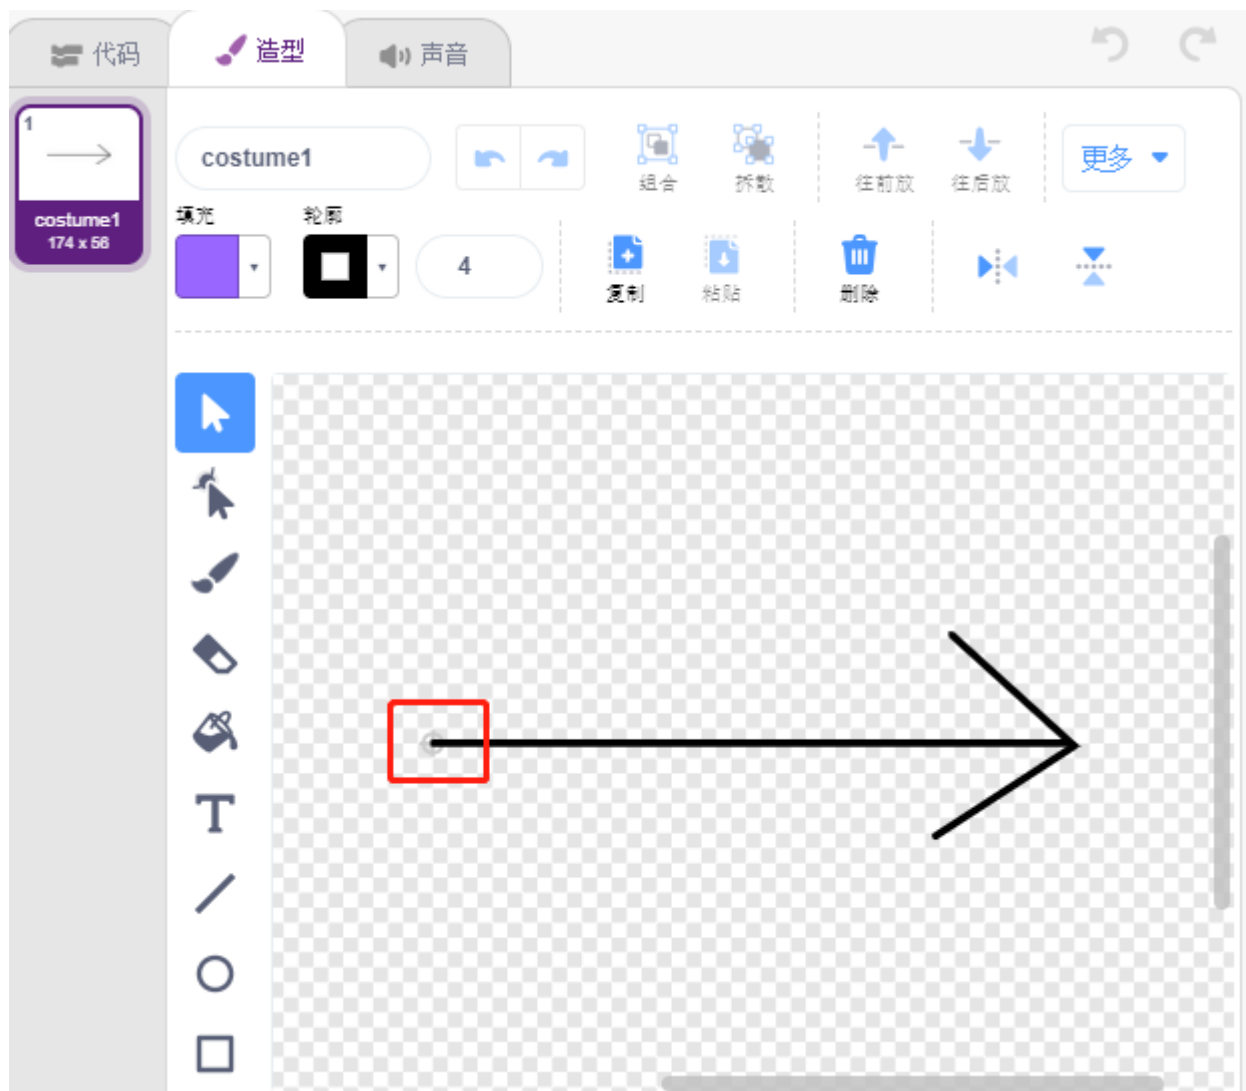 代码
造型
声音
1
costume1
174 x 56
costume1
组合
拆散
往前放
往后放
更多
填充
轮廓
4
复制
粘贴
删除
T